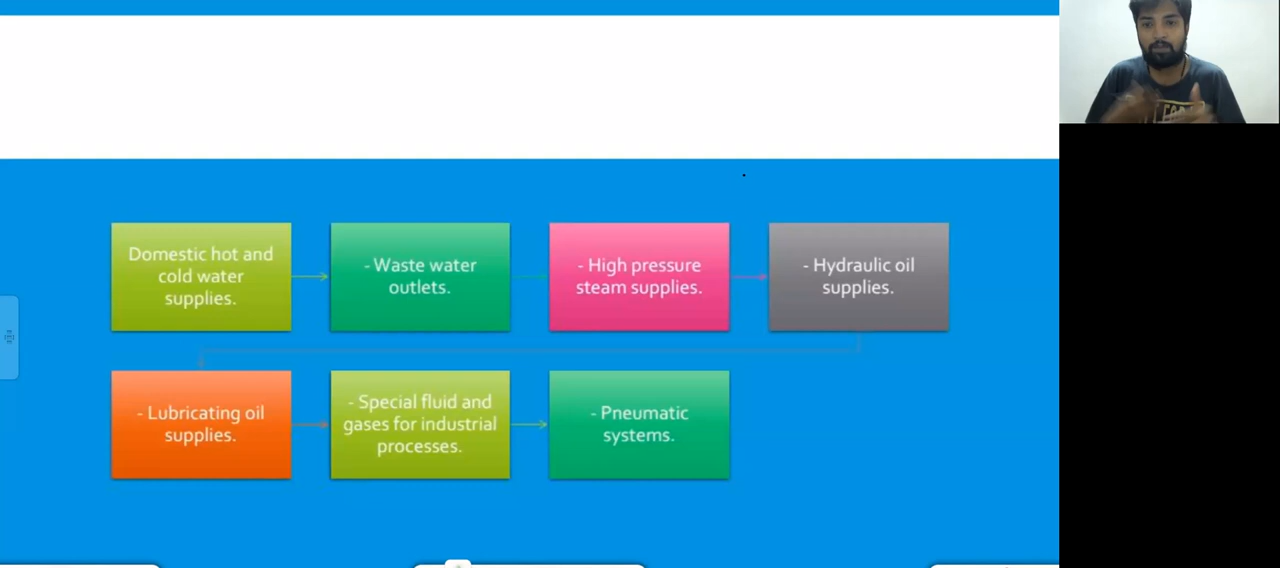 Domestic hot and
cold water
supplies.
- Waste water
outlets.
- High pressure
steam supplies.
- Hydraulic oil
supplies.
- Lubricating oil
supplies.
- Special fluid and
gases for industrial
processes.
- Pneumatic
systems.